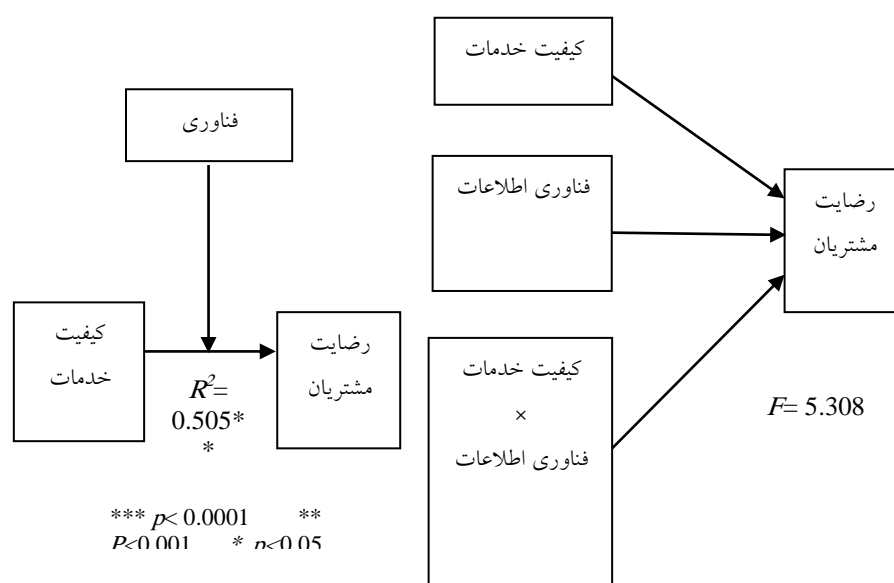 فناوری
کیفیت
خدمات
رضایت
مشتریان
R²=
0.505*
*
*** p< 0.0001 **
P<0.001 * p<0.05
کیفیت خدمات
فناوری اطلاعات
کیفیت خدمات
×
فناوری اطلاعات
رضایت
مشتریان
F= 5.308